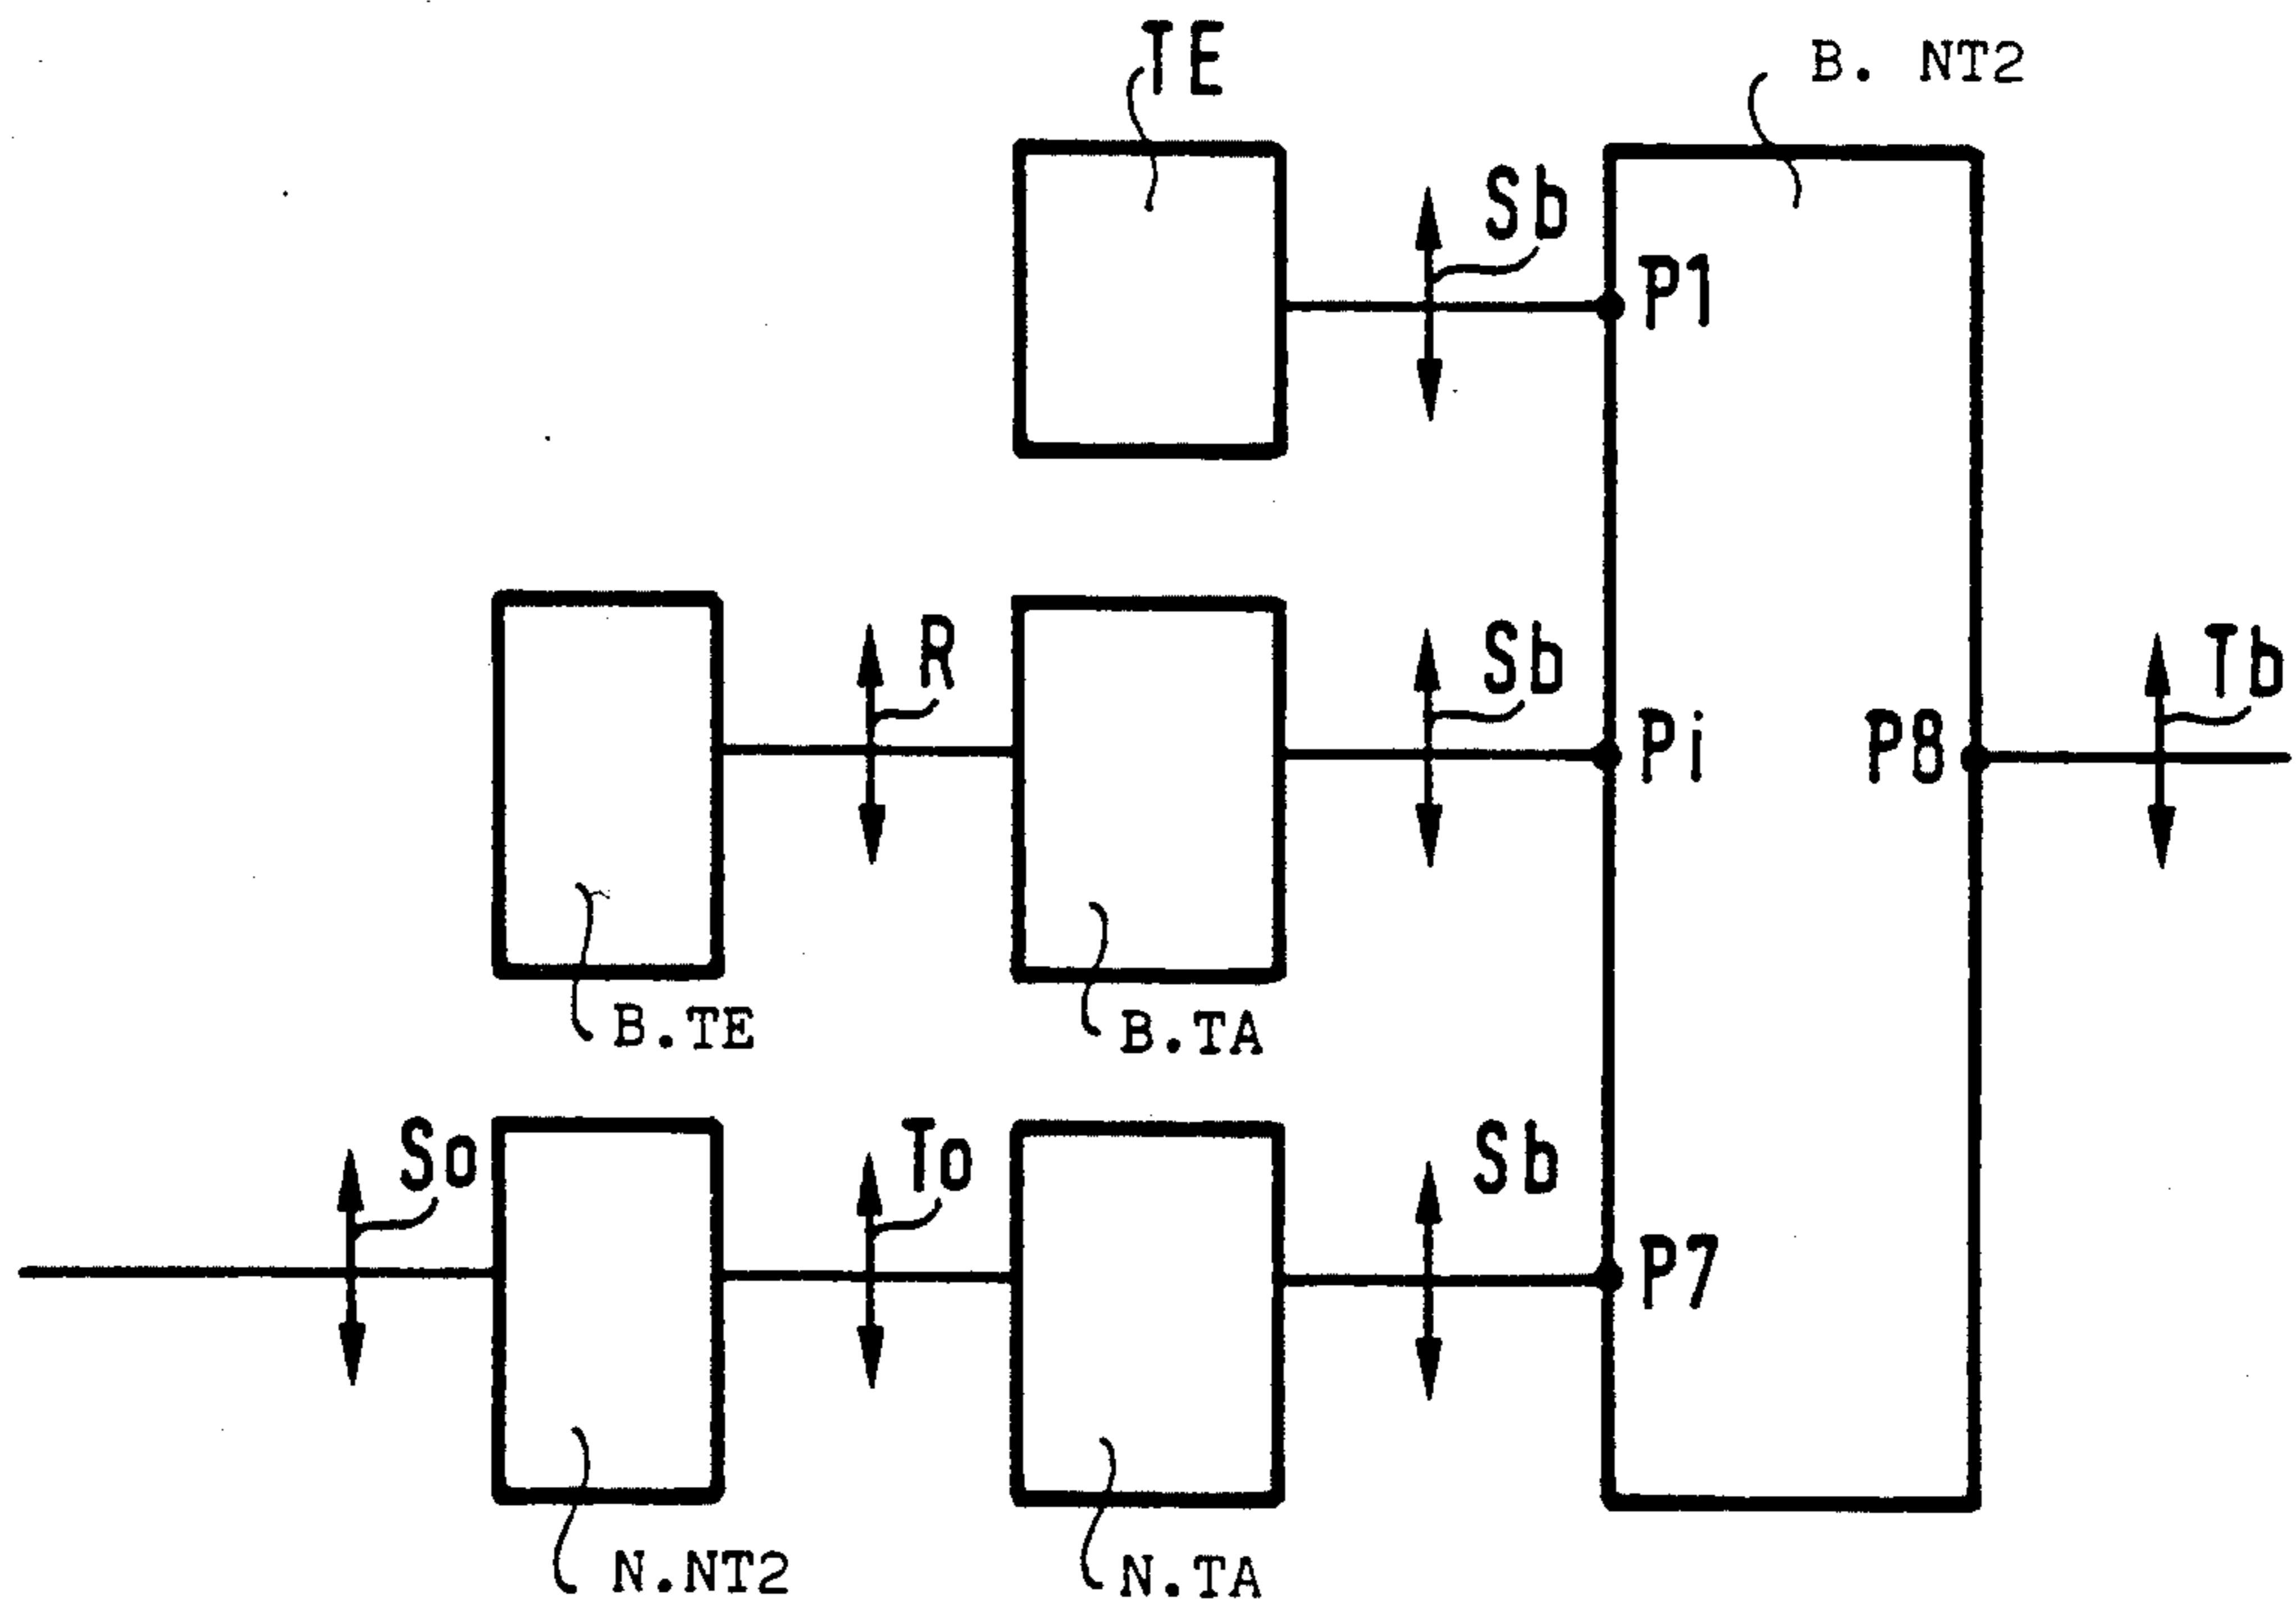 TE
B. NT2
Sb
P1
R
Sb
Tb
Pi
P8
B.TE
B.TA
So
To
Sb
P7
N.NT2
N.TA